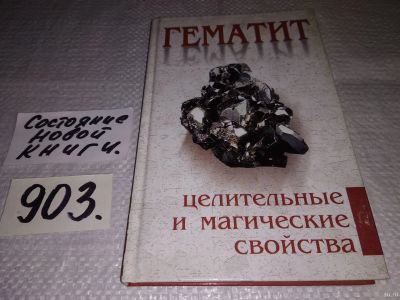 ГЕМАТИТ
целительные
и магические
свойства
Состояние
новой
книги.
903.